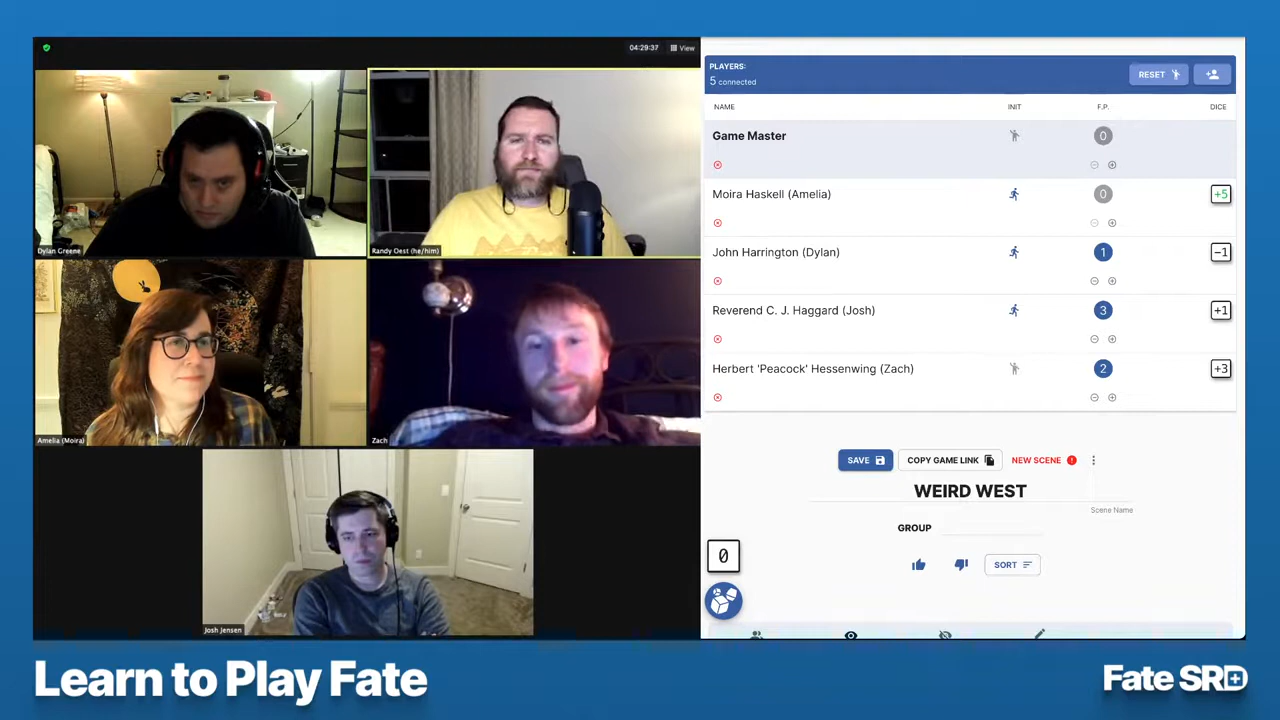 04:29:37 View
Dylan Greene
Randy Oest (he/him)
Amelia (Moira)
Zach
Josh Jensen
PLAYERS:
5 connected
RESET
NAME INIT F.P. DICE
Game Master 0
Moira Haskell (Amelia) 0 +5
John Harrington (Dylan) 1 −1
Reverend C. J. Haggard (Josh) 3 +1
Herbert 'Peacock' Hessenwing (Zach) 2 +3
SAVE COPY GAME LINK NEW SCENE
WEIRD WEST
Scene Name
GROUP
0
SORT
Learn to Play Fate
Fate SRD